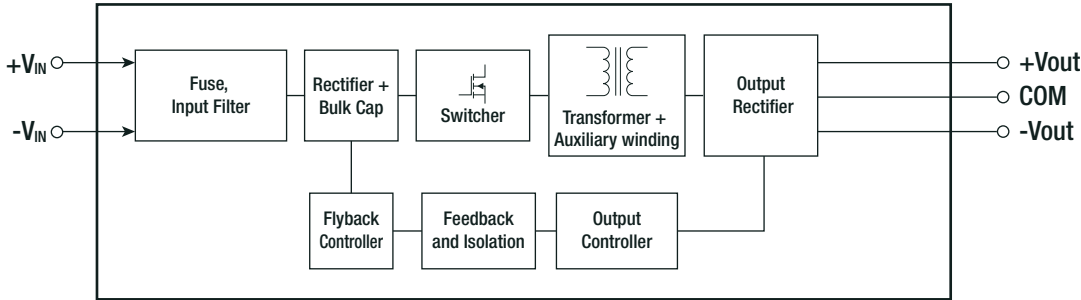 +VIN
-VIN
Fuse,
Input Filter
Rectifier +
Bulk Cap
Switcher
Transformer +
Auxiliary winding
Output
Rectifier
+Vout
COM
-Vout
Flyback
Controller
Feedback
and Isolation
Output
Controller